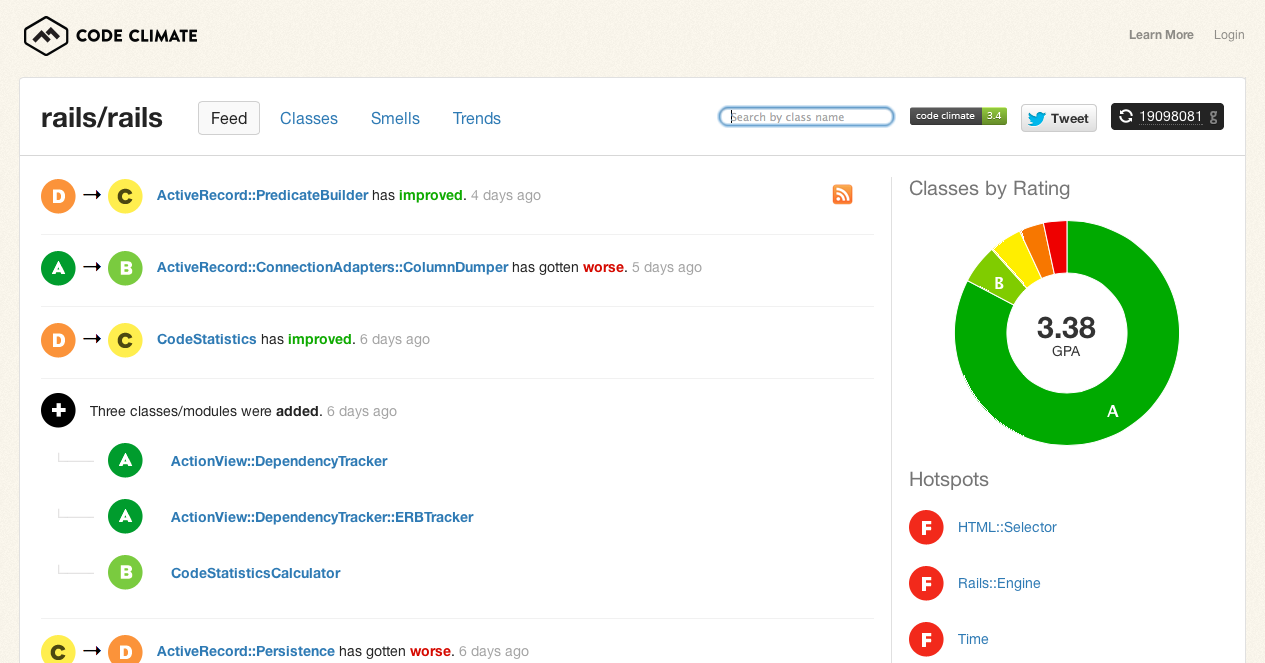 CODE CLIMATE
Learn More Login
rails/rails Feed Classes Smells Trends Search by class name code climate 3.4 Tweet 19098081 g
D → C ActiveRecord::PredicateBuilder has improved. 4 days ago
A → B ActiveRecord::ConnectionAdapters::ColumnDumper has gotten worse. 5 days ago
D → C CodeStatistics has improved. 6 days ago
+ Three classes/modules were added. 6 days ago
A ActionView::DependencyTracker
A ActionView::DependencyTracker::ERBTracker
B CodeStatisticsCalculator
C → D ActiveRecord::Persistence has gotten worse. 6 days ago
Classes by Rating
B
3.38
GPA
A
Hotspots
F HTML::Selector
F Rails::Engine
F Time